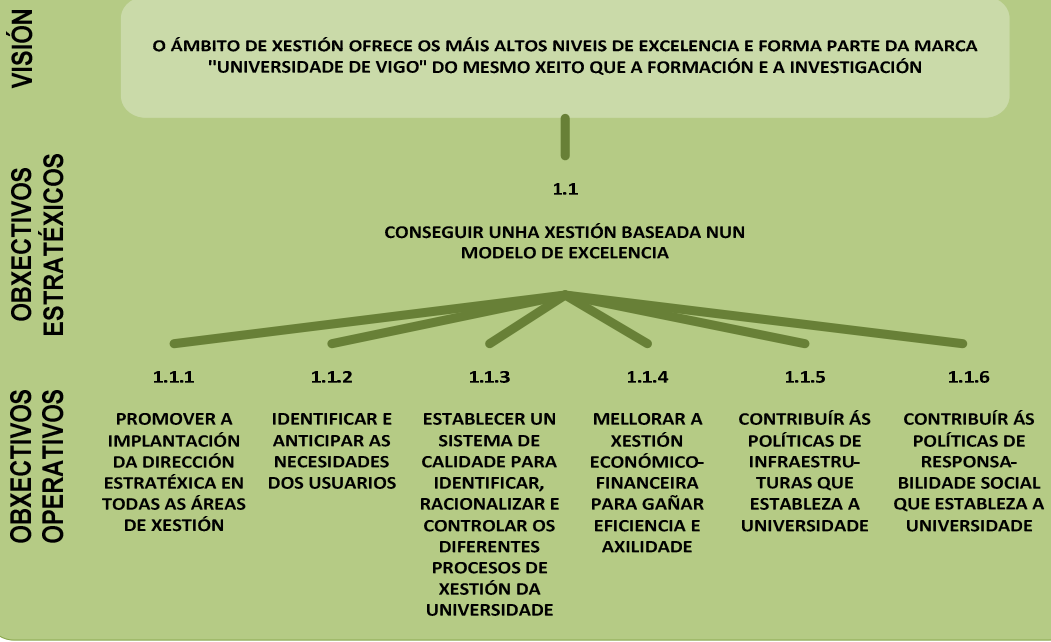 VISIÓN
O ÁMBITO DE XESTIÓN OFRECE OS MÁIS ALTOS NIVEIS DE EXCELENCIA E FORMA PARTE DA MARCA
"UNIVERSIDADE DE VIGO" DO MESMO XEITO QUE A FORMACIÓN E A INVESTIGACIÓN
OBXECTIVOS
ESTRATÉXICOS
1.1
CONSEGUIR UNHA XESTIÓN BASEADA NUN
MODELO DE EXCELENCIA
OBXECTIVOS
OPERATIVOS
1.1.1
PROMOVER A
IMPLANTACIÓN
DA DIRECCIÓN
ESTRATÉXICA EN
TODAS AS ÁREAS
DE XESTIÓN
1.1.2
IDENTIFICAR E
ANTICIPAR AS
NECESIDADES
DOS USUARIOS
1.1.3
ESTABLECER UN
SISTEMA DE
CALIDADE PARA
IDENTIFICAR,
RACIONALIZAR E
CONTROLAR OS
DIFERENTES
PROCESOS DE
XESTIÓN DA
UNIVERSIDADE
1.1.4
MELLORAR A
XESTIÓN
ECONÓMICO-
FINANCEIRA
PARA GAÑAR
EFICIENCIA E
AXILIDADE
1.1.5
CONTRIBUÍR ÁS
POLÍTICAS DE
INFRAESTRU-
TURAS QUE
ESTABLEZA A
UNIVERSIDADE
1.1.6
CONTRIBUÍR ÁS
POLÍTICAS DE
RESPONSA-
BILIDADE SOCIAL
QUE ESTABLEZA A
UNIVERSIDADE